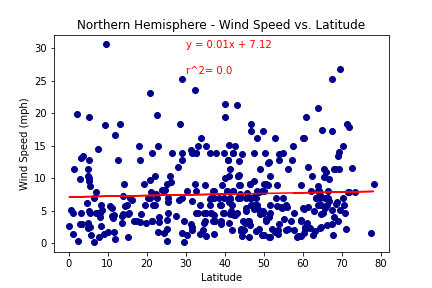 Northern Hemisphere - Wind Speed vs. Latitude
y = 0.01x + 7.12
r^2= 0.0
Wind Speed (mph)
30
25
20
15
10
5
0
0 10 20 30 40 50 60 70 80
Latitude